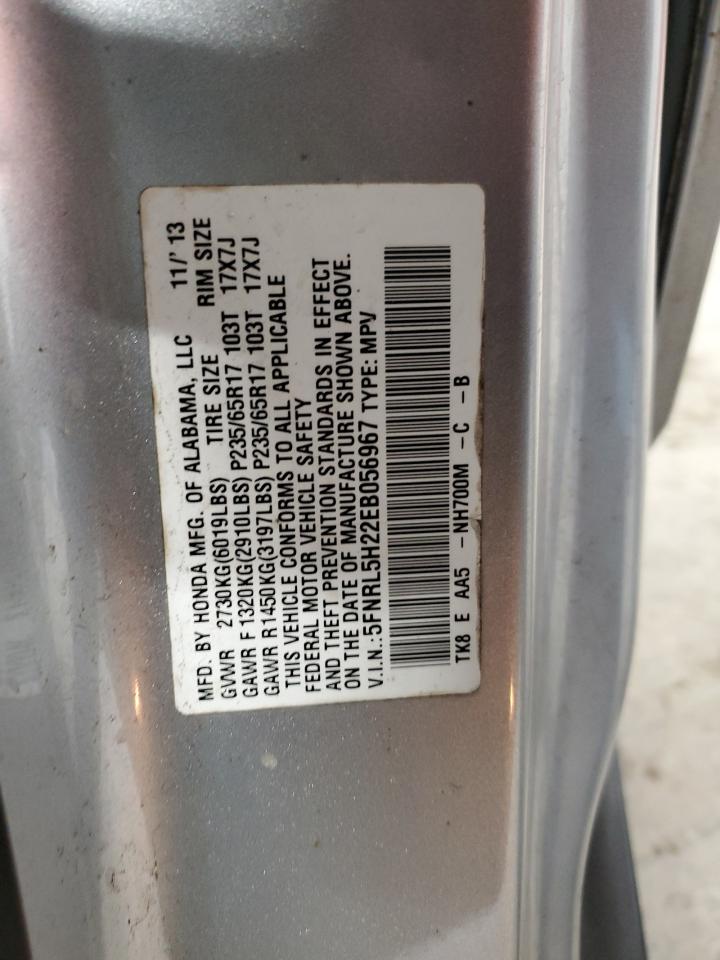 MFD. BY HONDA MFG. OF ALABAMA, LLC 11/'13
GVWR 2730KG(6019LBS) TIRE SIZE RIM SIZE
GAWR F 1320KG(2910LBS) P235/65R17 103T 17X7J
GAWR R 1450KG(3197LBS) P235/65R17 103T 17X7J
THIS VEHICLE CONFORMS TO ALL APPLICABLE
FEDERAL MOTOR VEHICLE SAFETY
AND THEFT PREVENTION STANDARDS IN EFFECT
ON THE DATE OF MANUFACTURE SHOWN ABOVE.
V.I.N.:5FNRL5H22EB056967 TYPE: MPV
TK8 E AA5 -NH700M -C -B